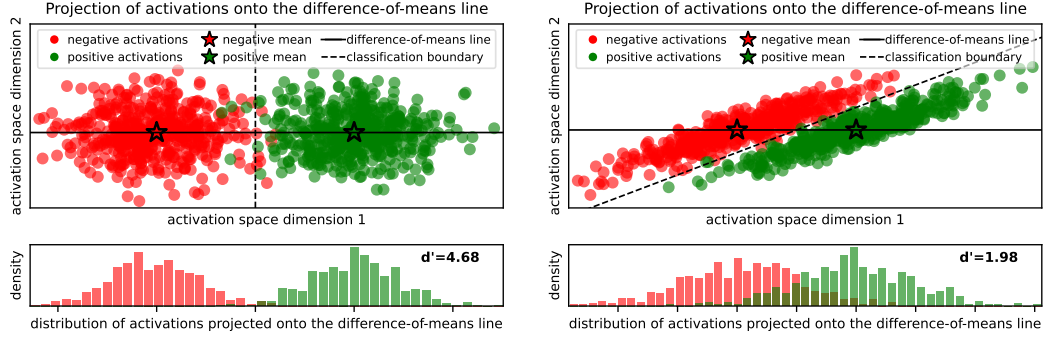 Projection of activations onto the difference-of-means line
activation space dimension 2
negative activations
positive activations
negative mean
positive mean
difference-of-means line
classification boundary
activation space dimension 1
density
d'=4.68
distribution of activations projected onto the difference-of-means line
Projection of activations onto the difference-of-means line
activation space dimension 2
negative activations
positive activations
negative mean
positive mean
difference-of-means line
classification boundary
activation space dimension 1
density
d'=1.98
distribution of activations projected onto the difference-of-means line